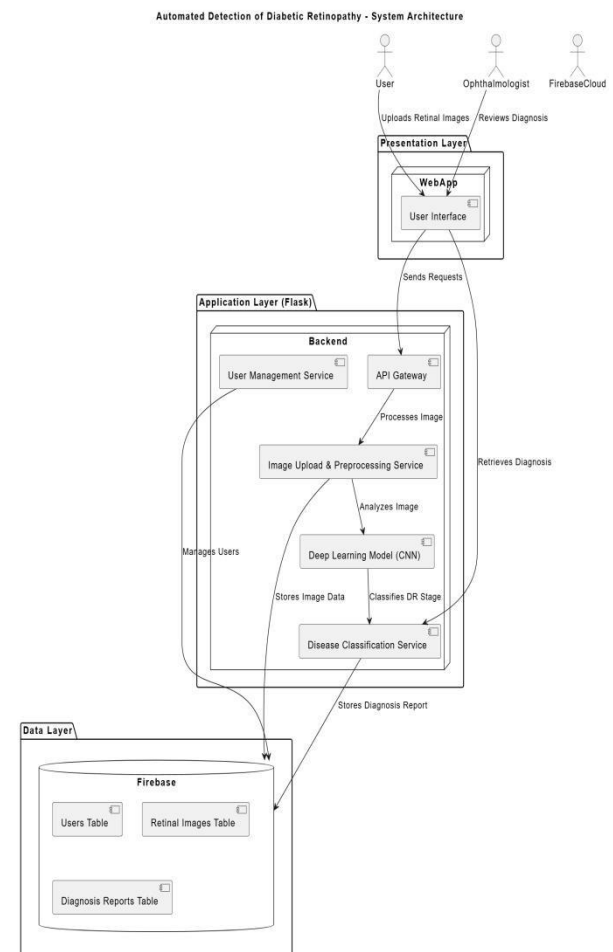 Automated Detection of Diabetic Retinopathy - System Architecture
User
Ophthalmologist
FirebaseCloud
Uploads Retinal Images
Reviews Diagnosis
Presentation Layer
WebApp
User Interface
Sends Requests
Application Layer (Flask)
Backend
User Management Service
API Gateway
Processes Image
Image Upload & Preprocessing Service
Retrieves Diagnosis
Analyzes Image
Manages Users
Deep Learning Model (CNN)
Stores Image Data
Classifies DR Stage
Disease Classification Service
Stores Diagnosis Report
Data Layer
Firebase
Users Table
Retinal Images Table
Diagnosis Reports Table